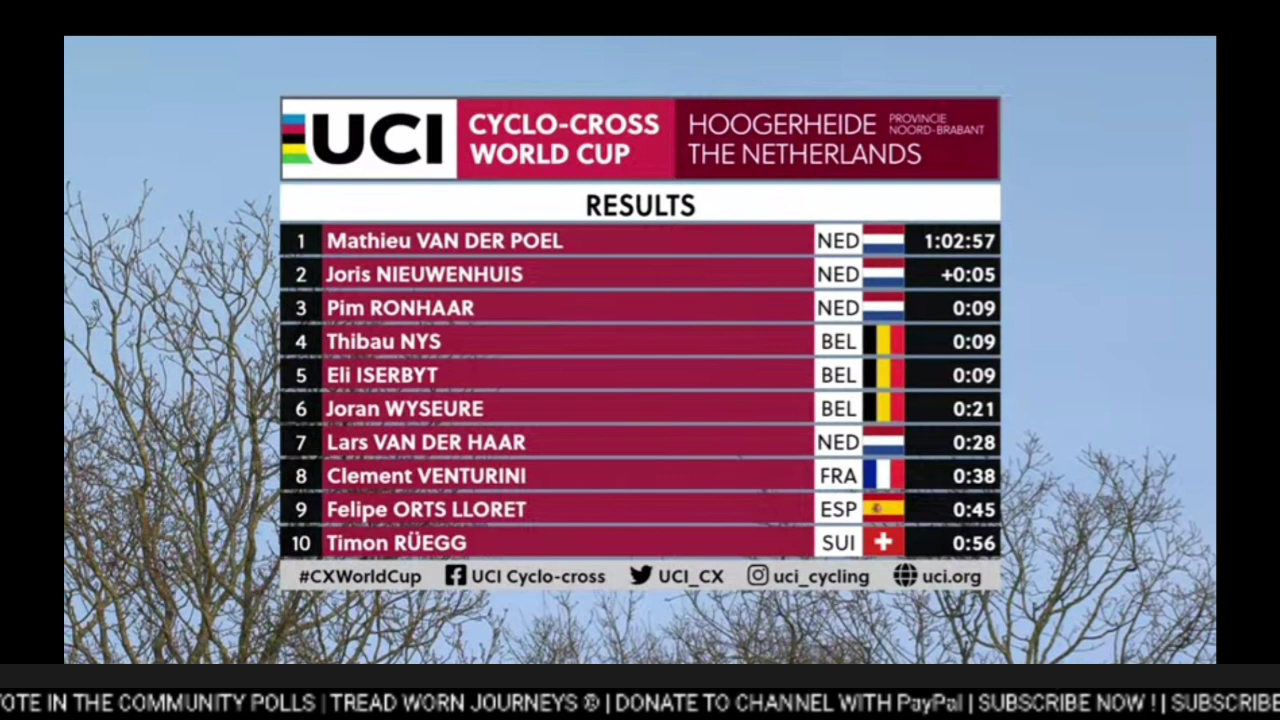 UCI CYCLO-CROSS WORLD CUP HOOGERHEIDE THE NETHERLANDS PROVINCIE NOORD-BRABANT
RESULTS
1 Mathieu VAN DER POEL NED 1:02:57
2 Joris NIEUWENHUIS NED +0:05
3 Pim RONHAAR NED 0:09
4 Thibau NYS BEL 0:09
5 Eli ISERBYT BEL 0:09
6 Joran WYSEURE BEL 0:21
7 Lars VAN DER HAAR NED 0:28
8 Clement VENTURINI FRA 0:38
9 Felipe ORTS LLORET ESP 0:45
10 Timon RÜEGG SUI 0:56
#CXWorldCup UCI Cyclo-cross UCI_CX uci_cycling uci.org
OTE IN THE COMMUNITY POLLS | TREAD WORN JOURNEYS ® | DONATE TO CHANNEL WITH PayPal | SUBSCRIBE NOW ! | SUBSCRIBE